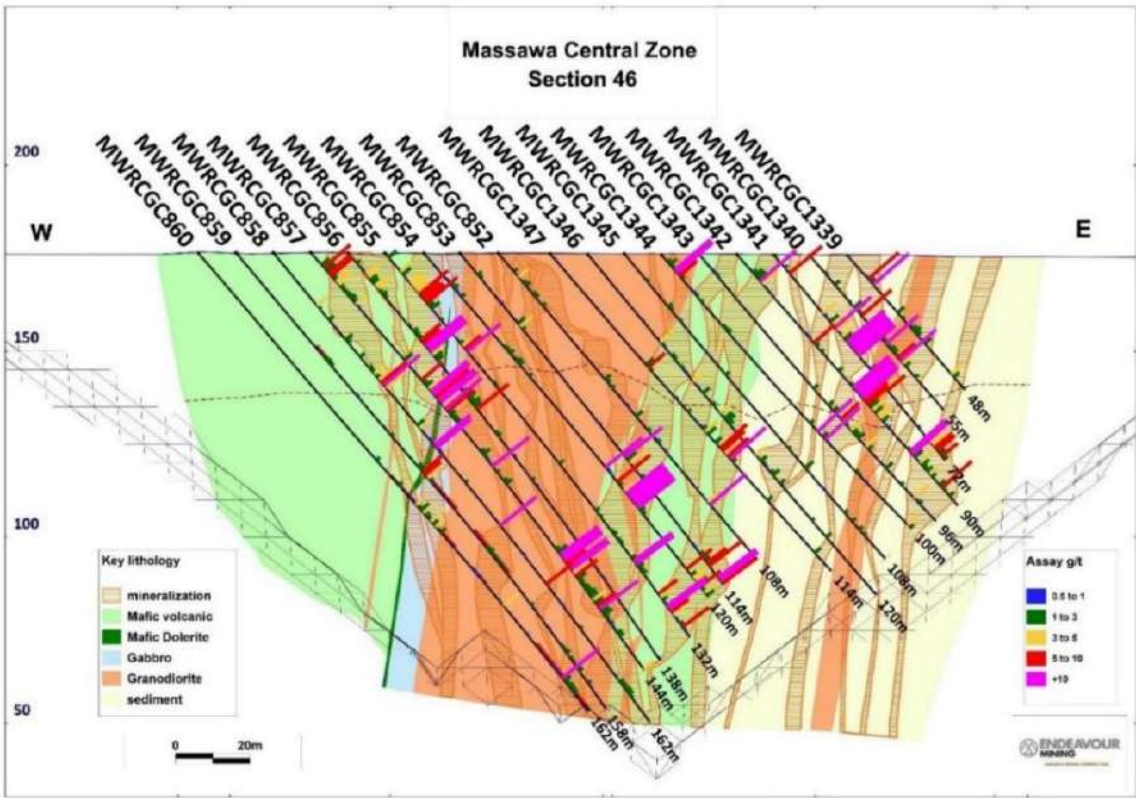 Massawa Central Zone
Section 46
MWRCGC860
MWRCGC859
MWRCGC858
MWRCGC857
MWRCGC856
MWRCGC855
MWRCGC854
MWRCGC853
MWRCGC852
MWRCGC1347
MWRCGC1346
MWRCGC1345
MWRCGC1344
MWRCGC1343
MWRCGC1342
MWRCGC1341
MWRCGC1340
MWRCGC1339
W
E
200
150
100
50
48m
55m
72m
90m
96m
100m
108m
120m
114m
108m
114m
120m
132m
138m
144m
162m
158m
162m
Key lithology
mineralization
Mafic volcanic
Mafic Dolerite
Gabbro
Granodiorite
sediment
0 20m
Assay g/t
0.5 to 1
1 to 3
3 to 5
5 to 10
+10
ENDEAVOUR
MINING